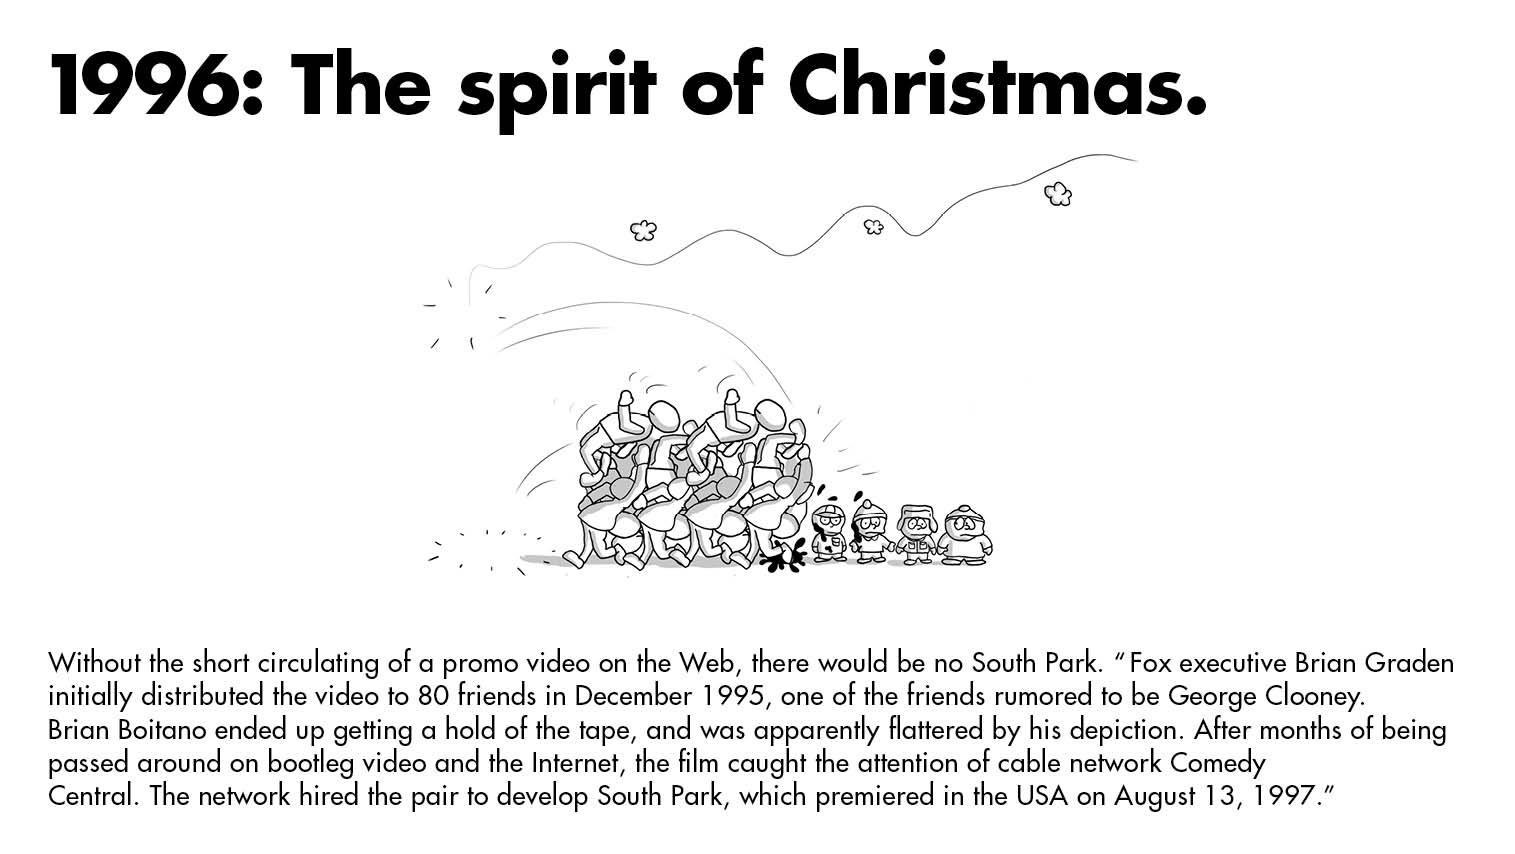 1996: The spirit of Christmas.
Without the short circulating of a promo video on the Web, there would be no South Park. “Fox executive Brian Graden
initially distributed the video to 80 friends in December 1995, one of the friends rumored to be George Clooney.
Brian Boitano ended up getting a hold of the tape, and was apparently flattered by his depiction. After months of being
passed around on bootleg video and the Internet, the film caught the attention of cable network Comedy
Central. The network hired the pair to develop South Park, which premiered in the USA on August 13, 1997.”